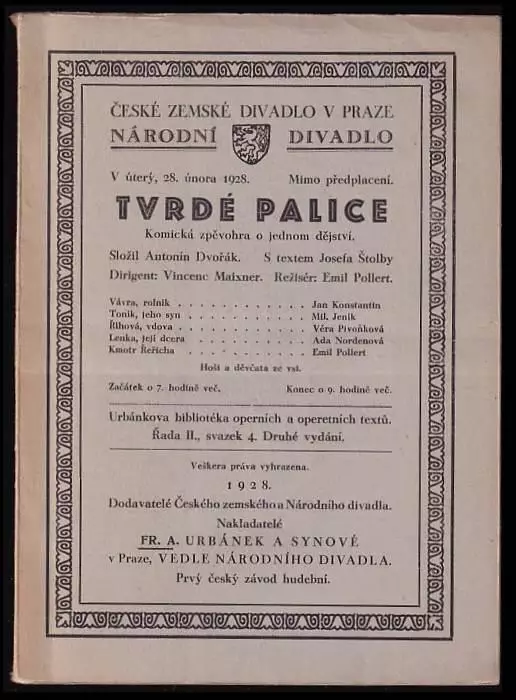 ČESKÉ ZEMSKÉ DIVADLO V PRAZE
NÁRODNÍ DIVADLO
V úterý, 28. února 1928. Mimo předplacení.
TVRDÉ PALICE
Komická zpěvohra o jednom dějství.
Složil Antonín Dvořák. S textem Josefa Štolby
Dirigent: Vincenc Maixner. Režisér: Emil Pollert.
Vávra, rolník . . . . . . . . . . . . Jan Konstantin
Toník, jeho syn . . . . . . . . . . . Mil. Jeník
Říhová, vdova . . . . . . . . . . . . Věra Pivoňková
Lenka, její dcera . . . . . . . . . . Ada Nordenová
Kmotr Řeřicha . . . . . . . . . . . . Emil Pollert
Hoši a děvčata ze vsi.
Začátek o 7. hodině več. Konec o 9. hodině več.
Urbánkova bibliotéka operních a operetních textů.
Řada II., svazek 4. Druhé vydání.
Veškera práva vyhrazena.
1928.
Dodavatelé Českého zemského a Národního divadla.
Nakladatelé
FR. A. URBÁNEK A SYNOVÉ
v Praze, VEDLE NÁRODNÍHO DIVADLA.
Prvý český závod hudební.